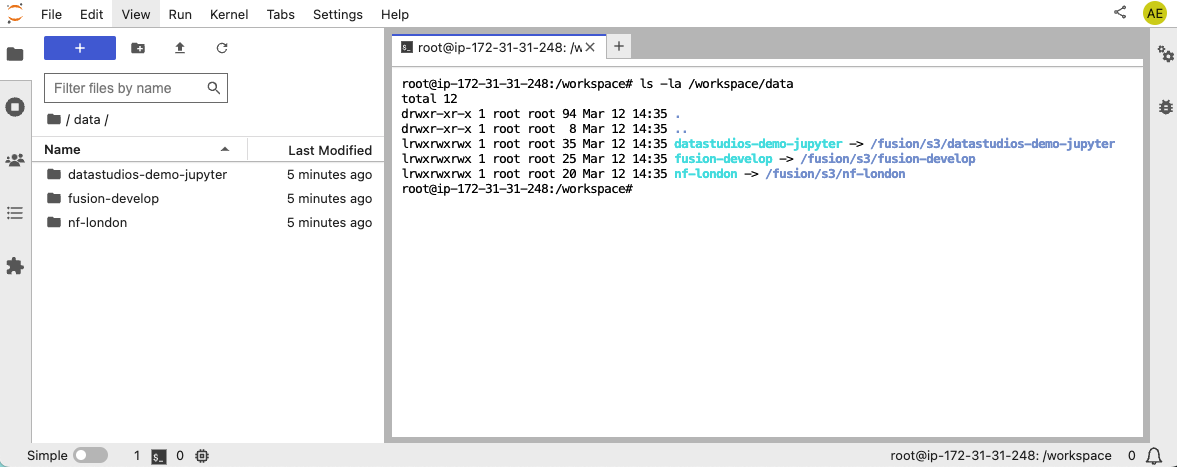 File Edit View Run Kernel Tabs Settings Help AE
+
Filter files by name
/ data /
Name Last Modified
datastudios-demo-jupyter 5 minutes ago
fusion-develop 5 minutes ago
nf-london 5 minutes ago
root@ip-172-31-31-248: /w
root@ip-172-31-31-248:/workspace# ls -la /workspace/data
total 12
drwxr-xr-x 1 root root 94 Mar 12 14:35 .
drwxr-xr-x 1 root root  8 Mar 12 14:35 ..
lrwxrwxrwx 1 root root 35 Mar 12 14:35 datastudios-demo-jupyter -> /fusion/s3/datastudios-demo-jupyter
lrwxrwxrwx 1 root root 25 Mar 12 14:35 fusion-develop -> /fusion/s3/fusion-develop
lrwxrwxrwx 1 root root 20 Mar 12 14:35 nf-london -> /fusion/s3/nf-london
root@ip-172-31-31-248:/workspace#
Simple 1 $_ 0 root@ip-172-31-31-248: /workspace 0